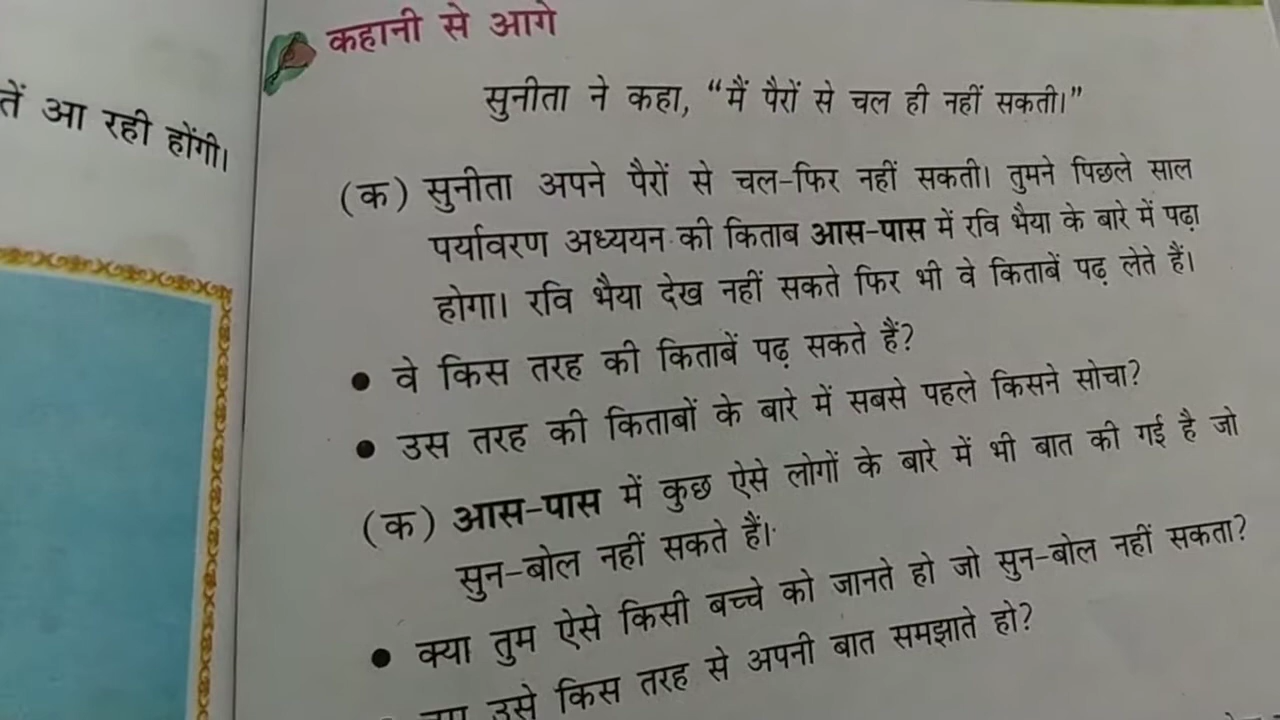 तें आ रही होंगी।
कहानी से आगे
सुनीता ने कहा, “मैं पैरों से चल ही नहीं सकती।”
(क) सुनीता अपने पैरों से चल-फिर नहीं सकती। तुमने पिछले साल
पर्यावरण अध्ययन की किताब आस-पास में रवि भैया के बारे में पढ़ा
होगा। रवि भैया देख नहीं सकते फिर भी वे किताबें पढ़ लेते हैं।
● वे किस तरह की किताबें पढ़ सकते हैं?
● उस तरह की किताबों के बारे में सबसे पहले किसने सोचा?
(क) आस-पास में कुछ ऐसे लोगों के बारे में भी बात की गई है जो
सुन-बोल नहीं सकते हैं।
● क्या तुम ऐसे किसी बच्चे को जानते हो जो सुन-बोल नहीं सकता?
उसे किस तरह से अपनी बात समझाते हो?